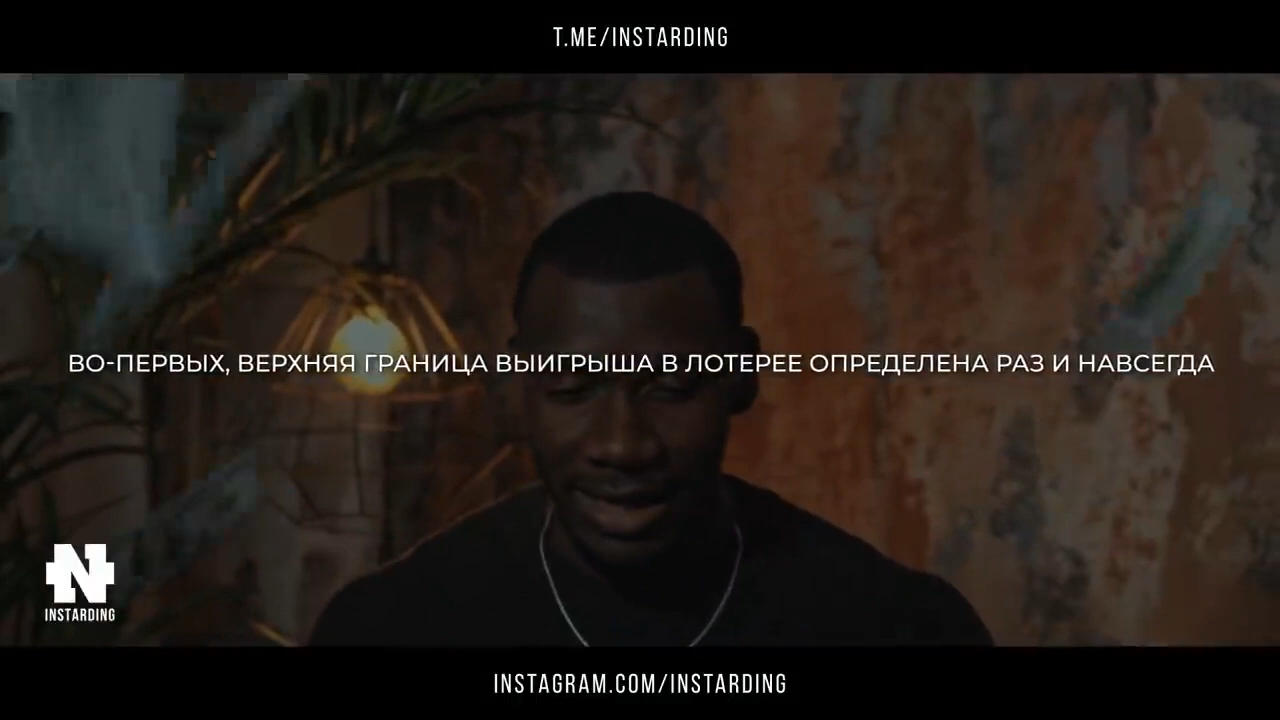 T.ME/INSTARDING
ВО-ПЕРВЫХ, ВЕРХНЯЯ ГРАНИЦА ВЫИГРЫША В ЛОТЕРЕЕ ОПРЕДЕЛЕНА РАЗ И НАВСЕГДА
N
INSTARDING
INSTAGRAM.COM/INSTARDING